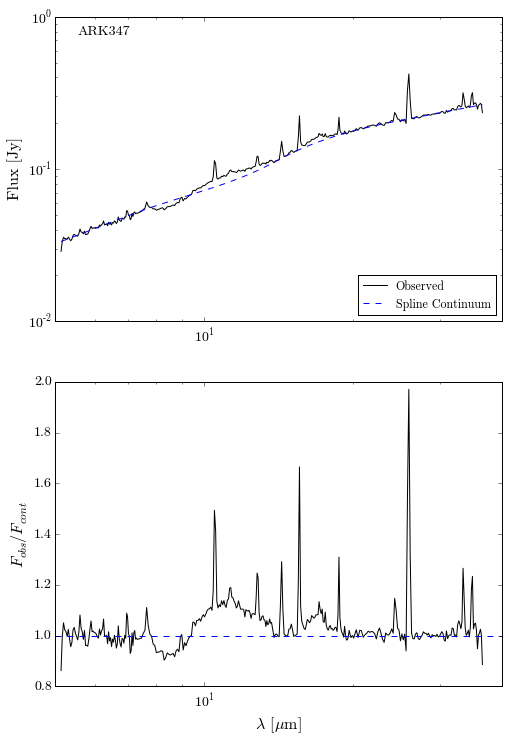 ARK347
10^0
10^-1
10^-2
Flux [Jy]
Observed
Spline Continuum
10^1
2.0
1.8
1.6
1.4
1.2
1.0
0.8
F_obs/F_cont
10^1
λ [μm]